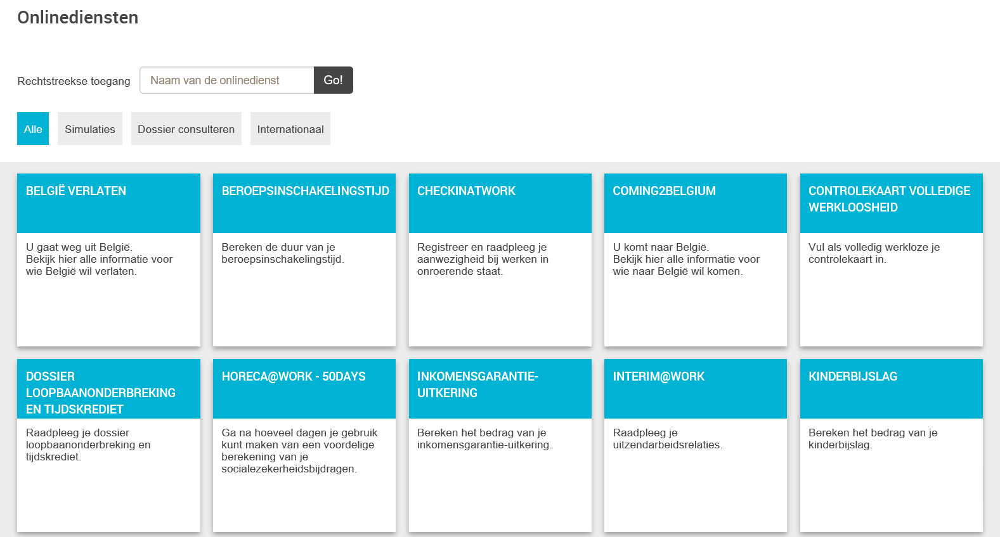 Onlinediensten
Rechtstreekse toegang
Naam van de onlinedienst
Go!
Alle
Simulaties
Dossier consulteren
Internationaal
BELGIË VERLATEN
U gaat weg uit België.
Bekijk hier alle informatie voor
wie België wil verlaten.
BEROEPSINSCHAKELINGSTIJD
Bereken de duur van je
beroepsinschakelingstijd.
CHECKINATWORK
Registreer en raadpleeg je
aanwezigheid bij werken in
onroerende staat.
COMING2BELGIUM
U komt naar België.
Bekijk hier alle informatie voor
wie naar België wil komen.
CONTROLEKAART VOLLEDIGE
WERKLOOSHEID
Vul als volledig werkloze je
controlekaart in.
DOSSIER
LOOPBAANONDERBREKING
EN TIJDSKREDIET
Raadpleeg je dossier
loopbaanonderbreking en
tijdskrediet.
HORECA@WORK - 50DAYS
Ga na hoeveel dagen je gebruik
kunt maken van een voordelige
berekening van je
socialezekerheidsbijdragen.
INKOMENSGARANTIE-
UITKERING
Bereken het bedrag van je
inkomensgarantie-uitkering.
INTERIM@WORK
Raadpleeg je
uitzendarbeidsrelaties.
KINDERBIJSLAG
Bereken het bedrag van je
kinderbijslag.